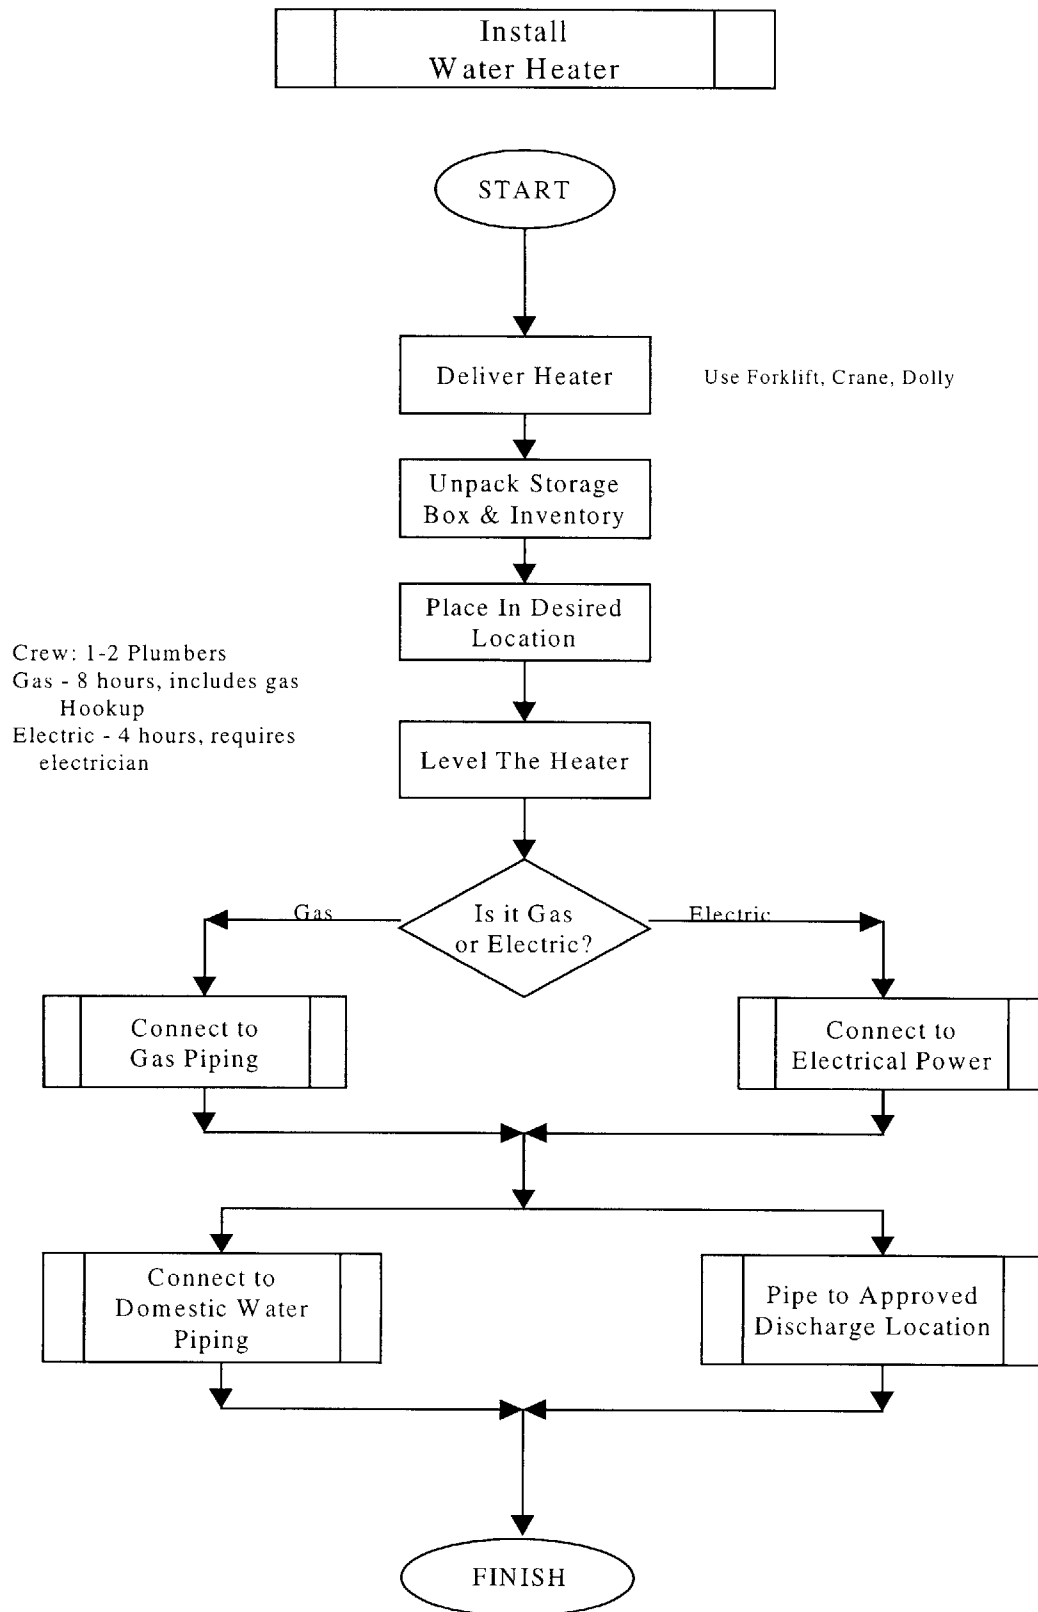 Install
Water Heater
START
Deliver Heater
Use Forklift, Crane, Dolly
Unpack Storage
Box & Inventory
Place In Desired
Location
Crew: 1-2 Plumbers
Gas - 8 hours, includes gas
Hookup
Electric - 4 hours, requires
electrician
Level The Heater
Is it Gas
or Electric?
Gas
Electric
Connect to
Gas Piping
Connect to
Electrical Power
Connect to
Domestic Water
Piping
Pipe to Approved
Discharge Location
FINISH